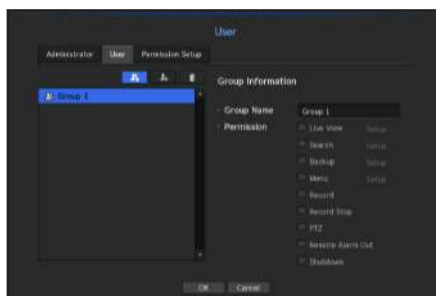 User
Administrator User Permission Setup
Group Information
Group 1
Group Name Group 1
Permission Live View Setup
Search Setup
Backup Setup
Menu Setup
Record
Record Stop
PTZ
Remote Alarm Out
Shutdown
OK Cancel